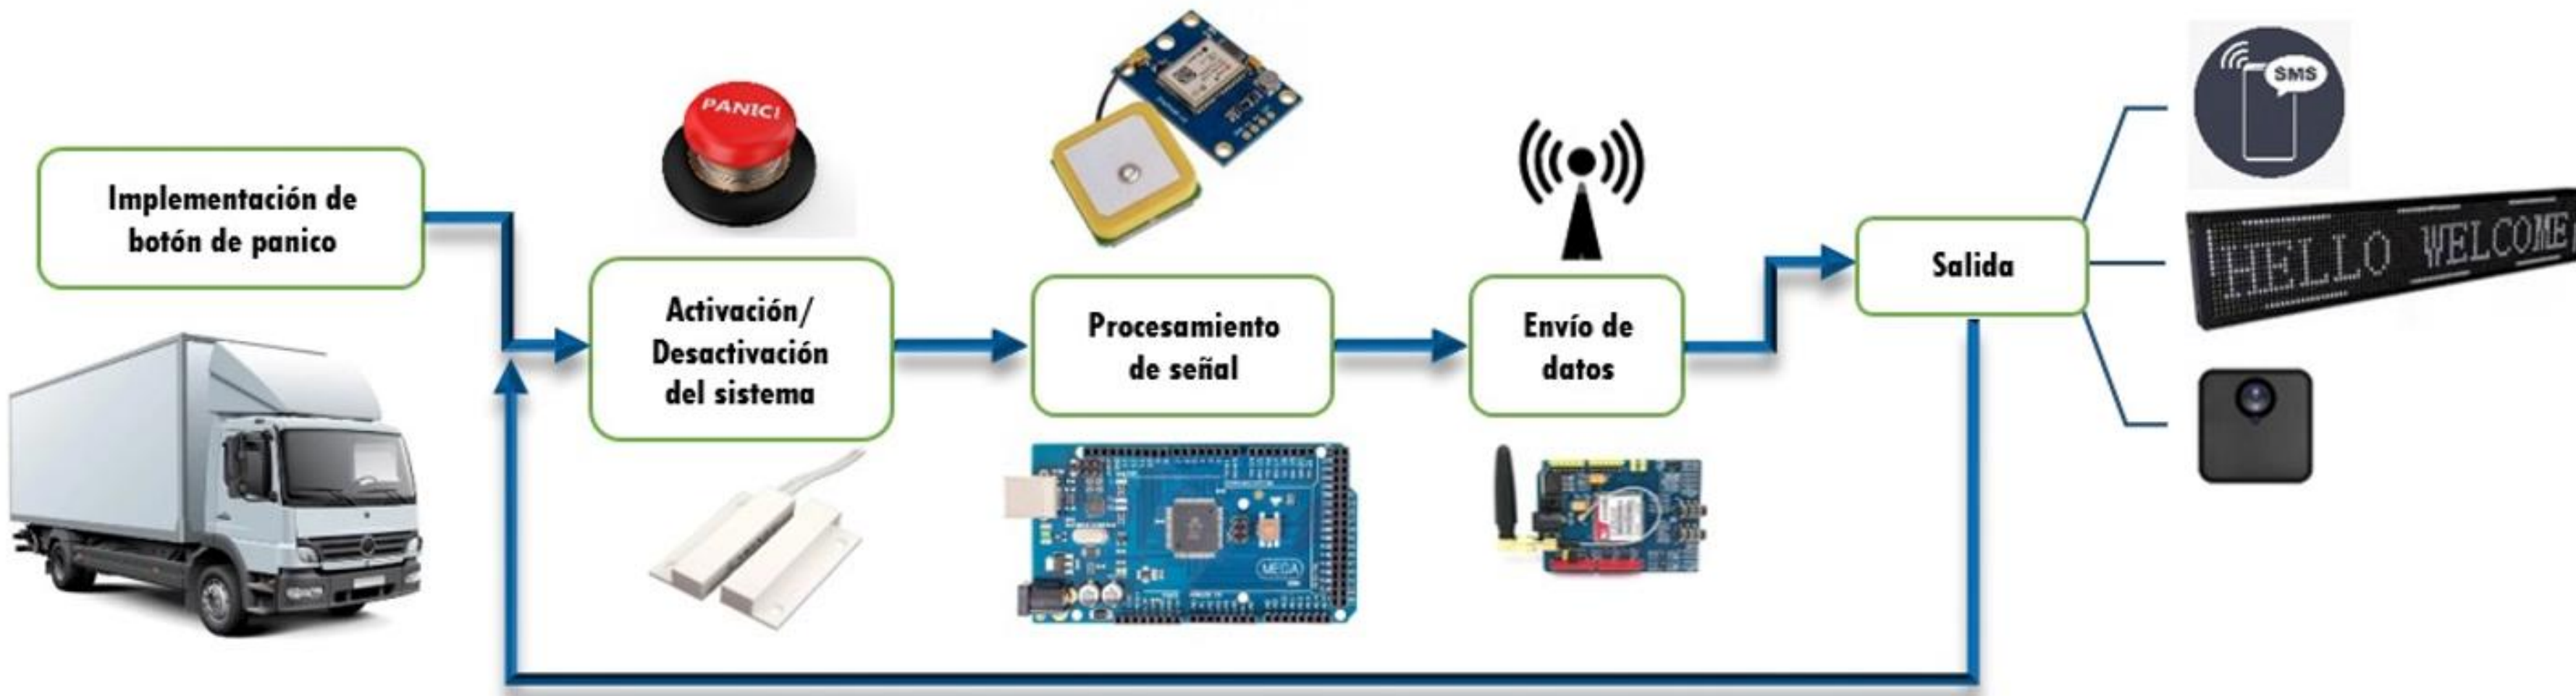 Implementación de
botón de panico
PANIC!
Activación/
Desactivación
del sistema
Procesamiento
de señal
MEGA
Envío de
datos
Salida
SMS
HELLO WELCOME